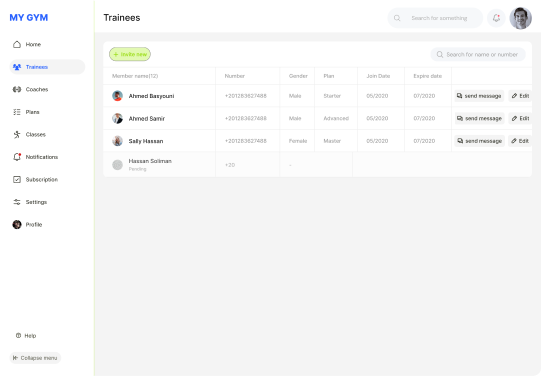 MY GYM
Home
Trainees
Coaches
Plans
Classes
Notifications
Subscription
Settings
Profile
Help
Collapse menu
Trainees
Search for something
+ Invite new
Search for name or number
Member name(12) Number Gender Plan Join Date Expire date
Ahmed Basyouni +201283627488 Male Starter 05/2020 07/2020 send message Edit
Ahmed Samir +201283627488 Male Advanced 05/2020 07/2020 send message Edit
Sally Hassan +201283627488 Female Master 05/2020 07/2020 send message Edit
Hassan Soliman +20 -
Pending